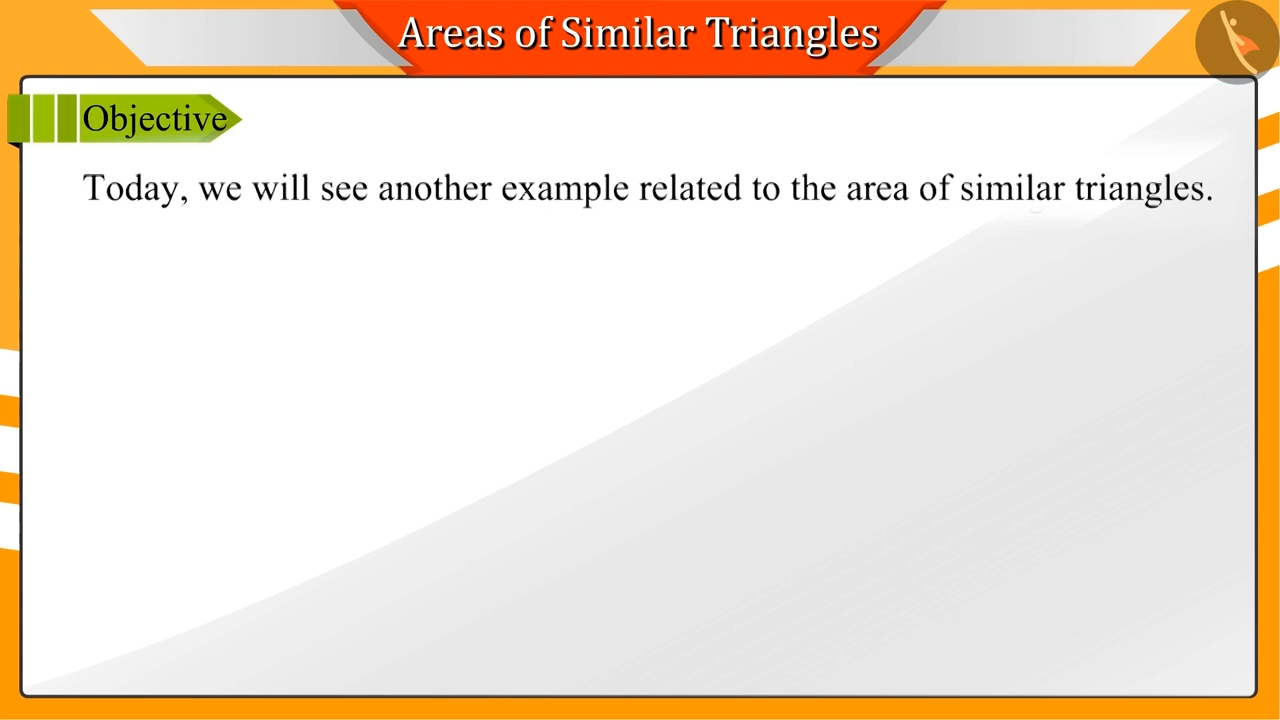 Areas of Similar Triangles
Objective
Today, we will see another example related to the area of similar triangles.